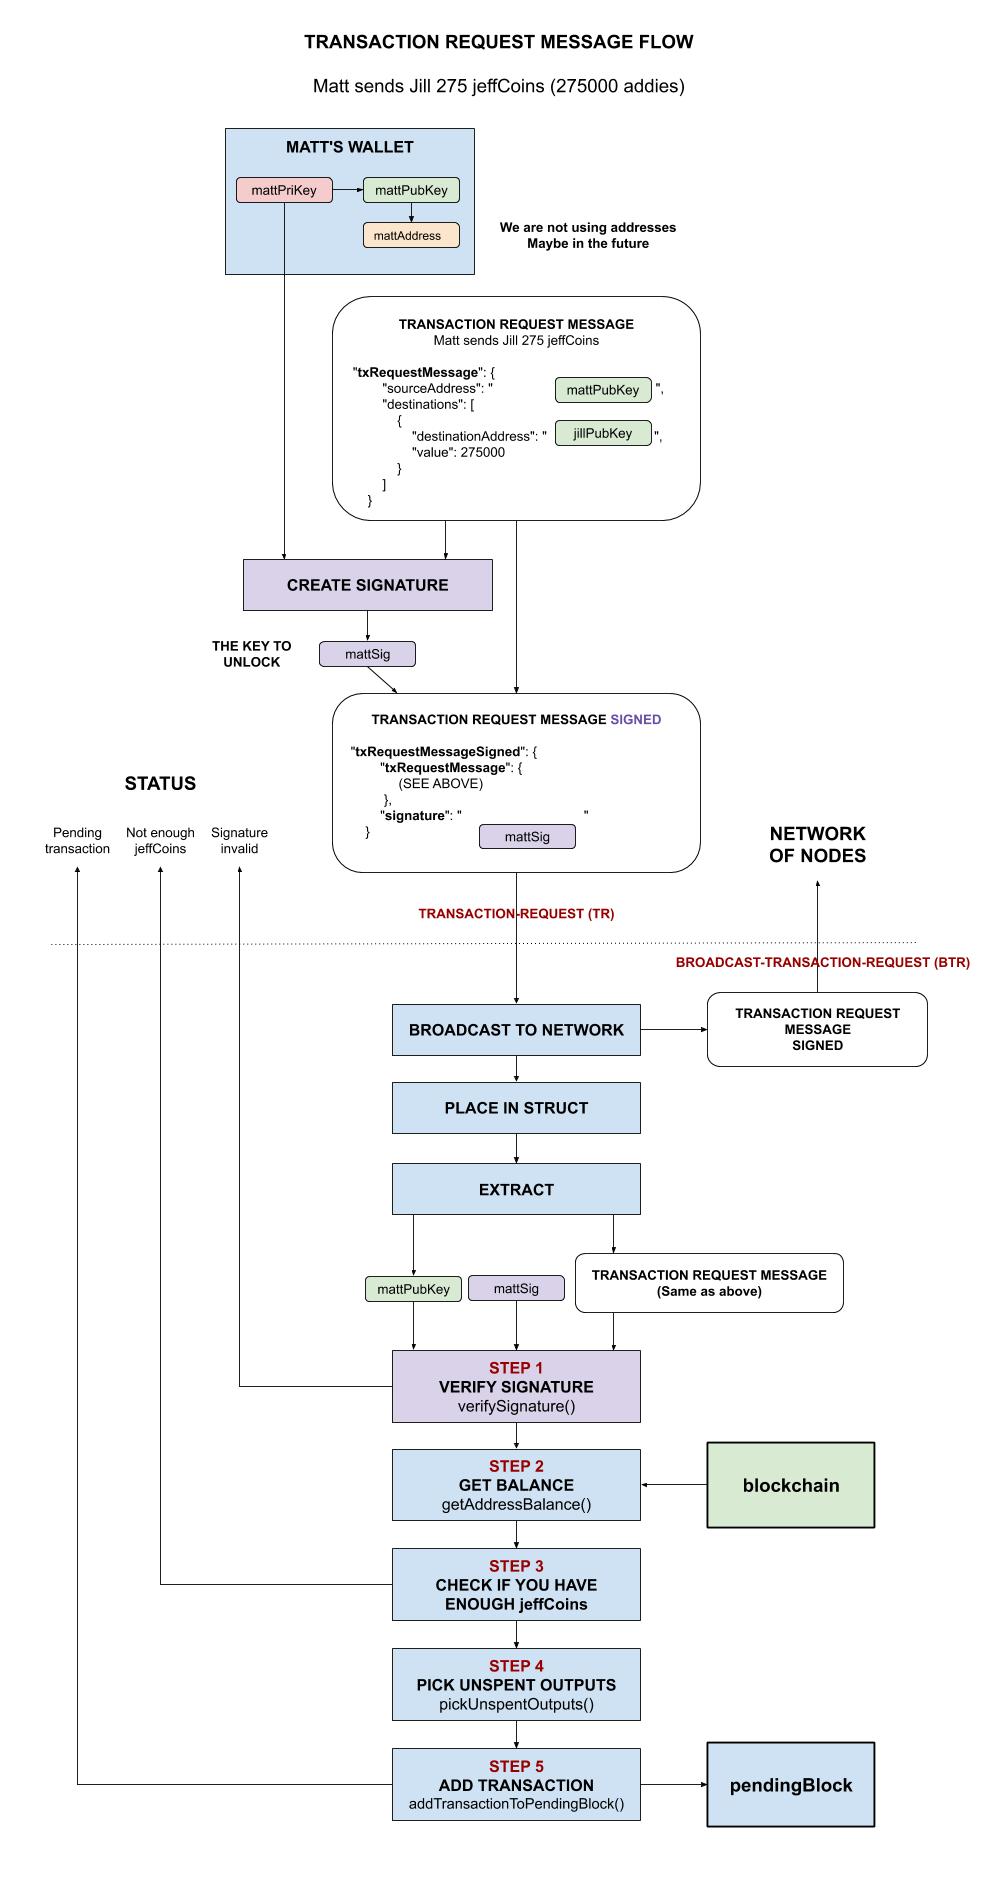 TRANSACTION REQUEST MESSAGE FLOW
Matt sends Jill 275 jeffCoins (275000 addies)
MATT'S WALLET
mattPriKey
mattPubKey
mattAddress
We are not using addresses
Maybe in the future
TRANSACTION REQUEST MESSAGE
Matt sends Jill 275 jeffCoins
"txRequestMessage": {
"sourceAddress": " mattPubKey ",
"destinations": [
{
"destinationAddress": " jillPubKey ",
"value": 275000
}
]
}
CREATE SIGNATURE
THE KEY TO
UNLOCK
mattSig
TRANSACTION REQUEST MESSAGE SIGNED
"txRequestMessageSigned": {
"txRequestMessage": {
(SEE ABOVE)
},
"signature": " "
}
mattSig
STATUS
Pending
transaction
Not enough
jeffCoins
Signature
invalid
NETWORK
OF NODES
TRANSACTION-REQUEST (TR)
BROADCAST-TRANSACTION-REQUEST (BTR)
BROADCAST TO NETWORK
TRANSACTION REQUEST
MESSAGE
SIGNED
PLACE IN STRUCT
EXTRACT
mattPubKey
mattSig
TRANSACTION REQUEST MESSAGE
(Same as above)
STEP 1
VERIFY SIGNATURE
verifySignature()
STEP 2
GET BALANCE
getAddressBalance()
blockchain
STEP 3
CHECK IF YOU HAVE
ENOUGH jeffCoins
STEP 4
PICK UNSPENT OUTPUTS
pickUnspentOutputs()
STEP 5
ADD TRANSACTION
addTransactionToPendingBlock()
pendingBlock